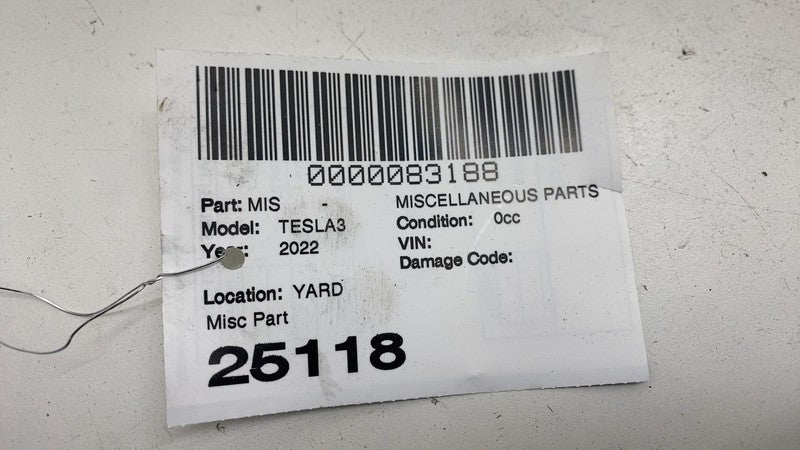 0000083188
Part: MIS - MISCELLANEOUS PARTS
Model: TESLA3 Condition: 0cc
Year: 2022 VIN:
Damage Code:
Location: YARD
Misc Part
25118